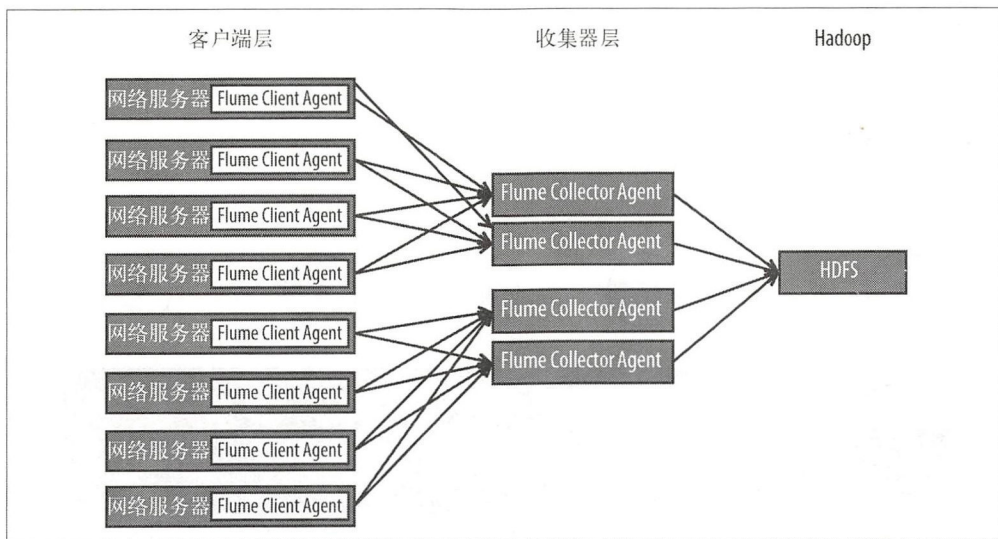 客户端层
收集器层
Hadoop
网络服务器 Flume Client Agent
网络服务器 Flume Client Agent
网络服务器 Flume Client Agent
网络服务器 Flume Client Agent
网络服务器 Flume Client Agent
网络服务器 Flume Client Agent
网络服务器 Flume Client Agent
网络服务器 Flume Client Agent
Flume Collector Agent
Flume Collector Agent
Flume Collector Agent
Flume Collector Agent
HDFS